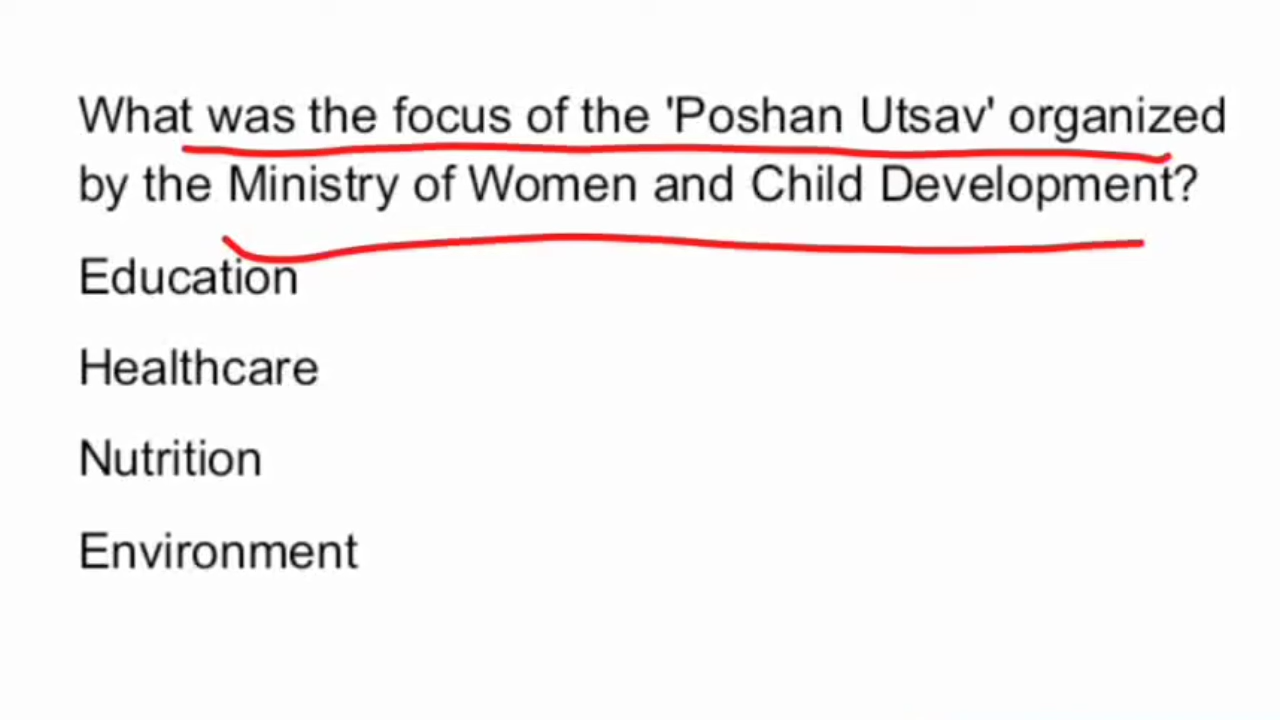 What was the focus of the 'Poshan Utsav' organized
by the Ministry of Women and Child Development?
Education
Healthcare
Nutrition
Environment